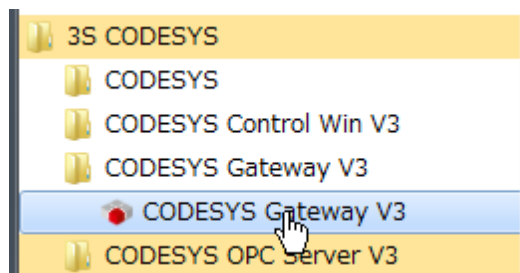 3S CODESYS
CODESYS
CODESYS Control Win V3
CODESYS Gateway V3
CODESYS Gateway V3
CODESYS OPC Server V3